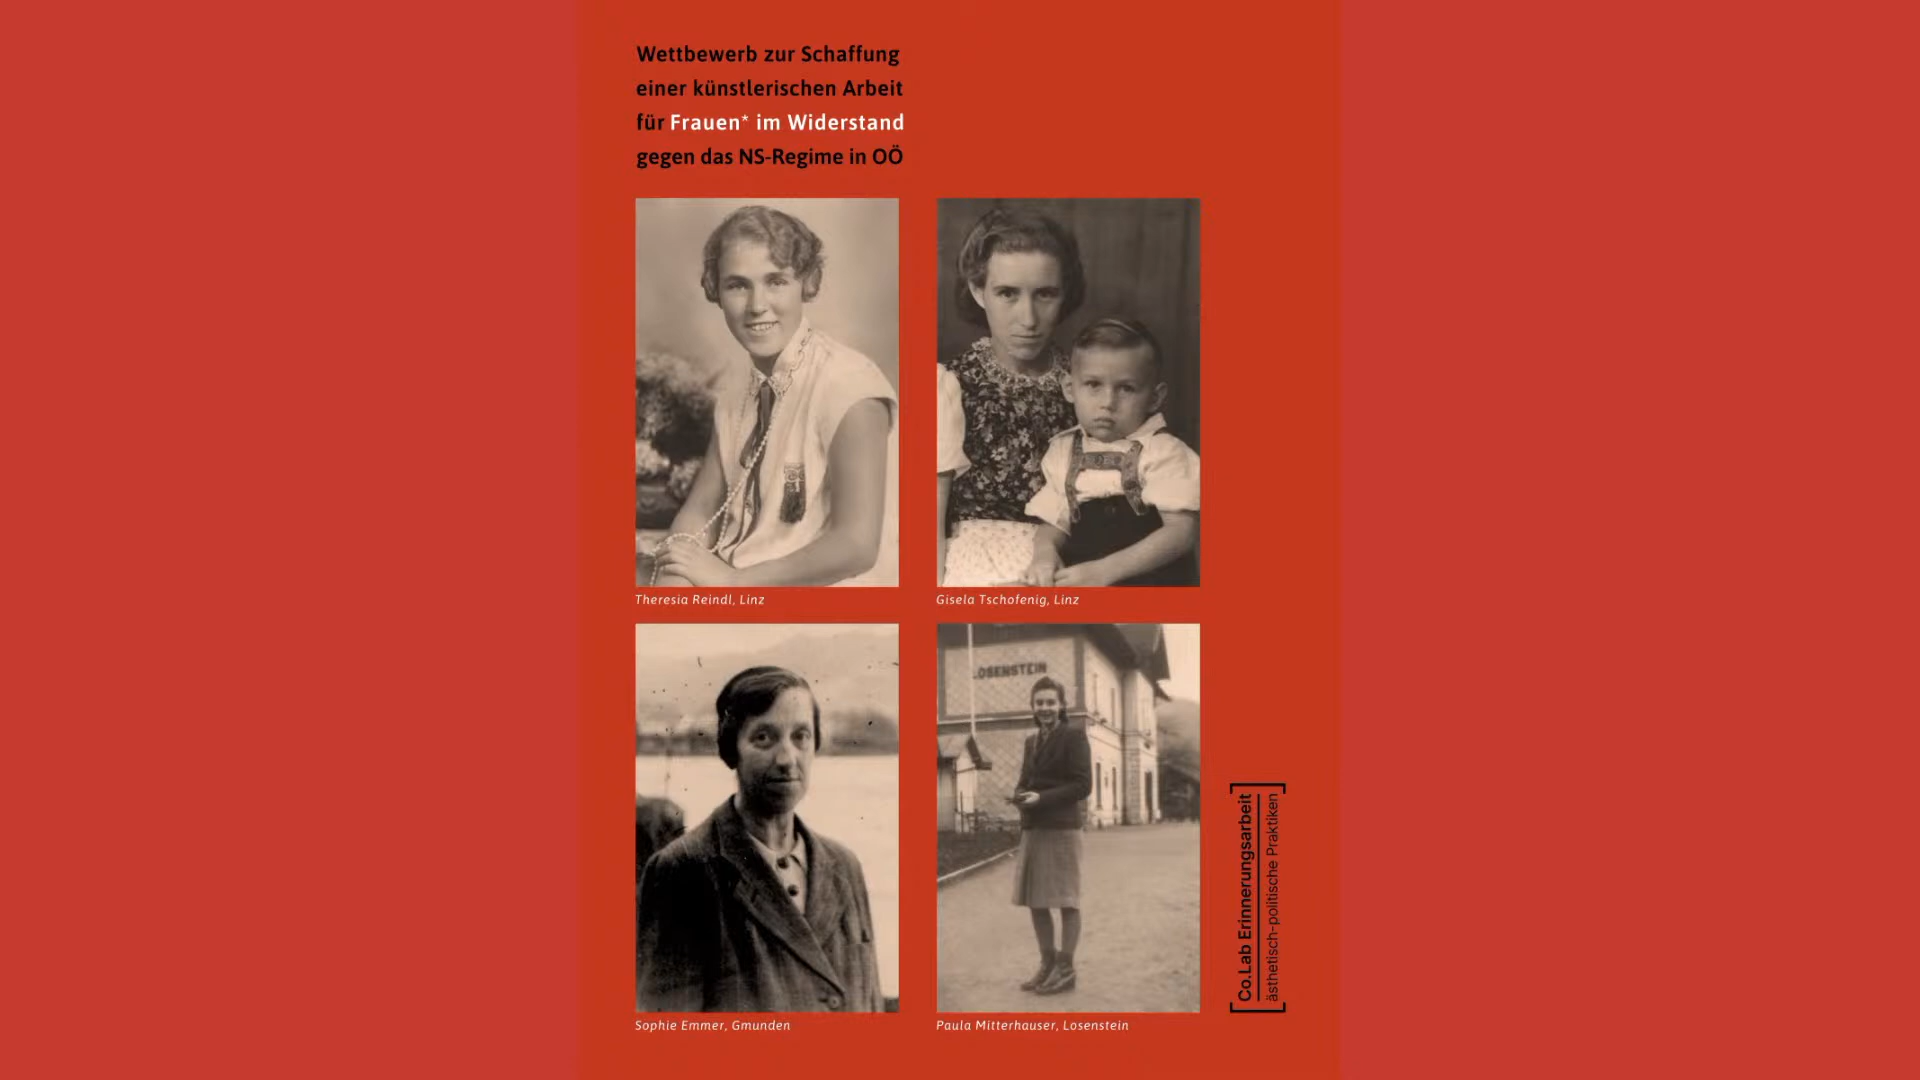 Wettbewerb zur Schaffung
einer künstlerischen Arbeit
für Frauen* im Widerstand
gegen das NS-Regime in OÖ
Theresia Reindl, Linz
Gisela Tschofenig, Linz
LOSENSTEIN
Sophie Emmer, Gmunden
Paula Mitterhauser, Losenstein
Co.Lab Erinnerungsarbeit
ästhetisch-politische Praktiken